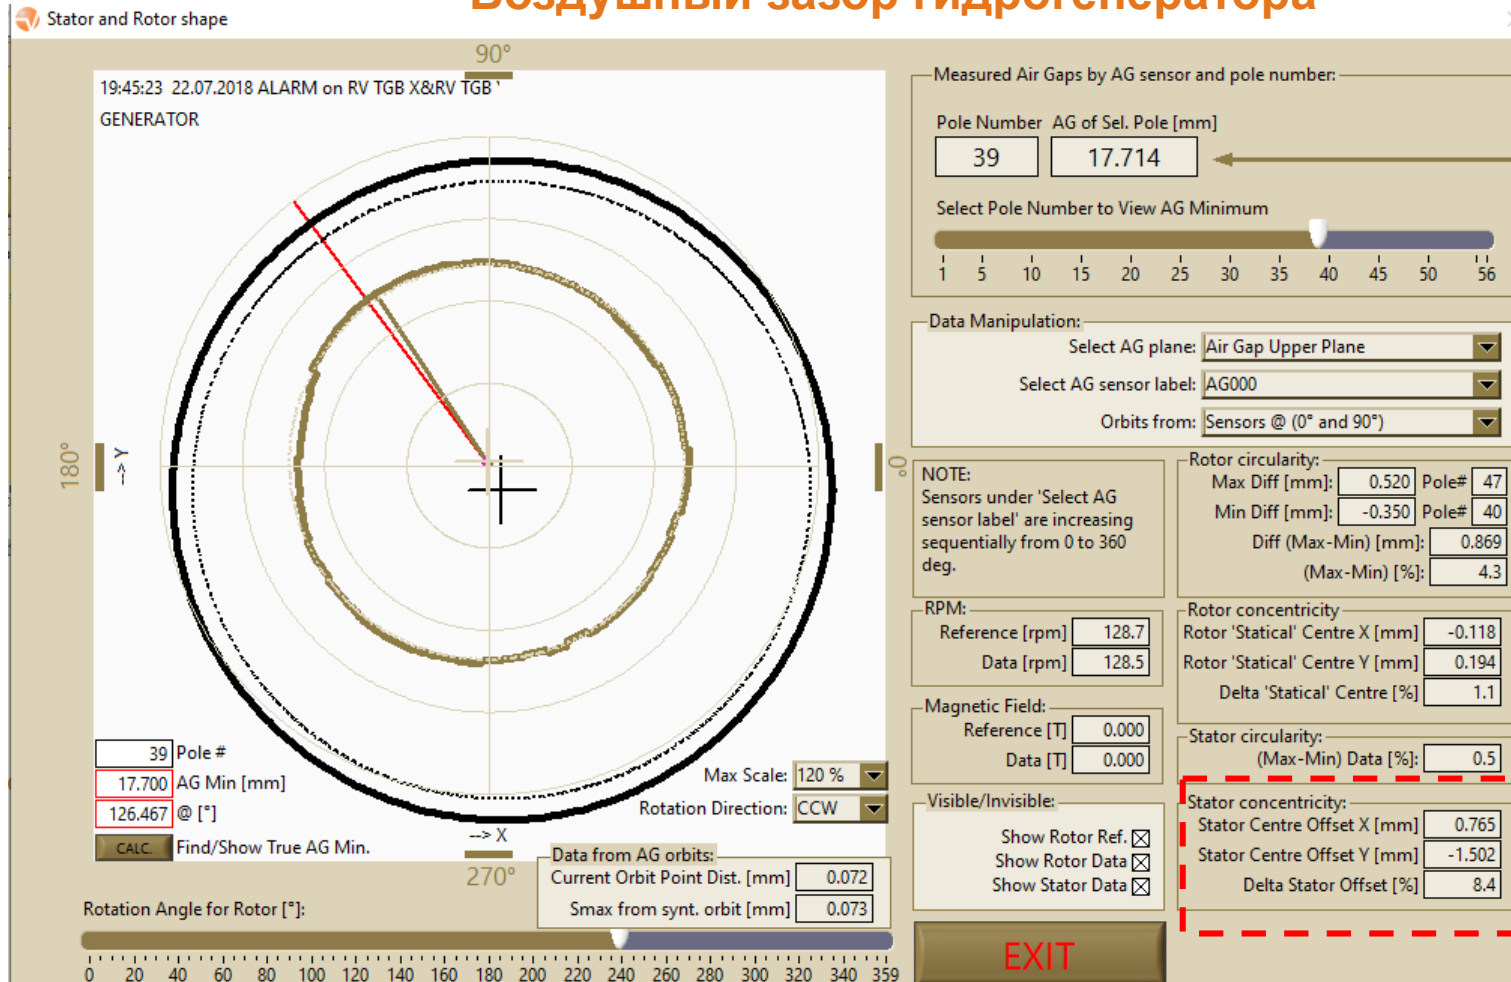 Воздушный зазор гидрогенератора
Stator and Rotor shape
90°
19:45:23 22.07.2018 ALARM on RV TGB X&RV TGB '
GENERATOR
180°
--> Y
0°
39 Pole #
17.700 AG Min [mm]
126.467 @ [°]
CALC. Find/Show True AG Min.
Max Scale: 120 %
Rotation Direction: CCW
--> X
270°
Data from AG orbits:
Current Orbit Point Dist. [mm] 0.072
Smax from synt. orbit [mm] 0.073
Rotation Angle for Rotor [°]:
0 20 40 60 80 100 120 140 160 180 200 220 240 260 280 300 320 340 359
Measured Air Gaps by AG sensor and pole number:
Pole Number AG of Sel. Pole [mm]
39 17.714
Select Pole Number to View AG Minimum
1 5 10 15 20 25 30 35 40 45 50 56
Data Manipulation:
Select AG plane: Air Gap Upper Plane
Select AG sensor label: AG000
Orbits from: Sensors @ (0° and 90°)
NOTE:
Sensors under 'Select AG
sensor label' are increasing
sequentially from 0 to 360
deg.
RPM:
Reference [rpm] 128.7
Data [rpm] 128.5
Magnetic Field:
Reference [T] 0.000
Data [T] 0.000
Visible/Invisible:
Show Rotor Ref.
Show Rotor Data
Show Stator Data
EXIT
Rotor circularity:
Max Diff [mm]: 0.520 Pole# 47
Min Diff [mm]: -0.350 Pole# 40
Diff (Max-Min) [mm]: 0.869
(Max-Min) [%]: 4.3
Rotor concentricity
Rotor 'Statical' Centre X [mm] -0.118
Rotor 'Statical' Centre Y [mm] 0.194
Delta 'Statical' Centre [%] 1.1
Stator circularity:
(Max-Min) Data [%]: 0.5
Stator concentricity:
Stator Centre Offset X [mm] 0.765
Stator Centre Offset Y [mm] -1.502
Delta Stator Offset [%] 8.4